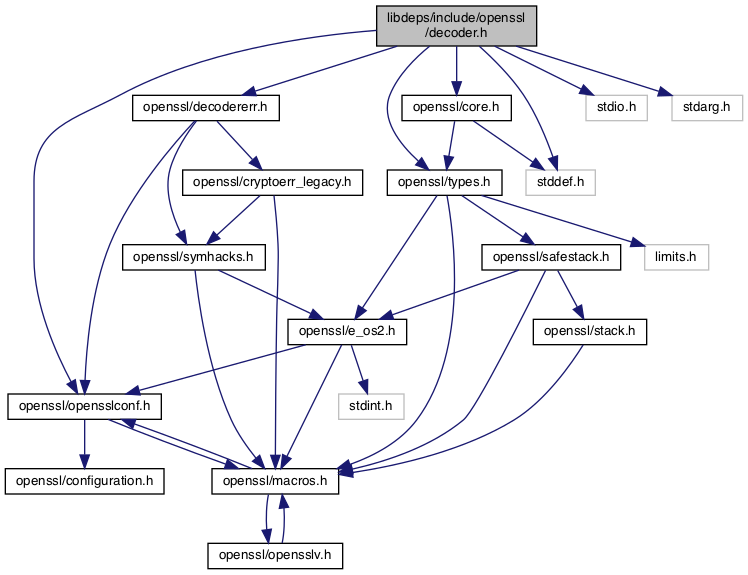 libdeps/include/openssl
/decoder.h
openssl/decodererr.h
openssl/core.h
stdio.h
stdarg.h
openssl/cryptoerr_legacy.h
openssl/types.h
stddef.h
openssl/symhacks.h
openssl/safestack.h
limits.h
openssl/e_os2.h
openssl/stack.h
openssl/opensslconf.h
stdint.h
openssl/configuration.h
openssl/macros.h
openssl/opensslv.h